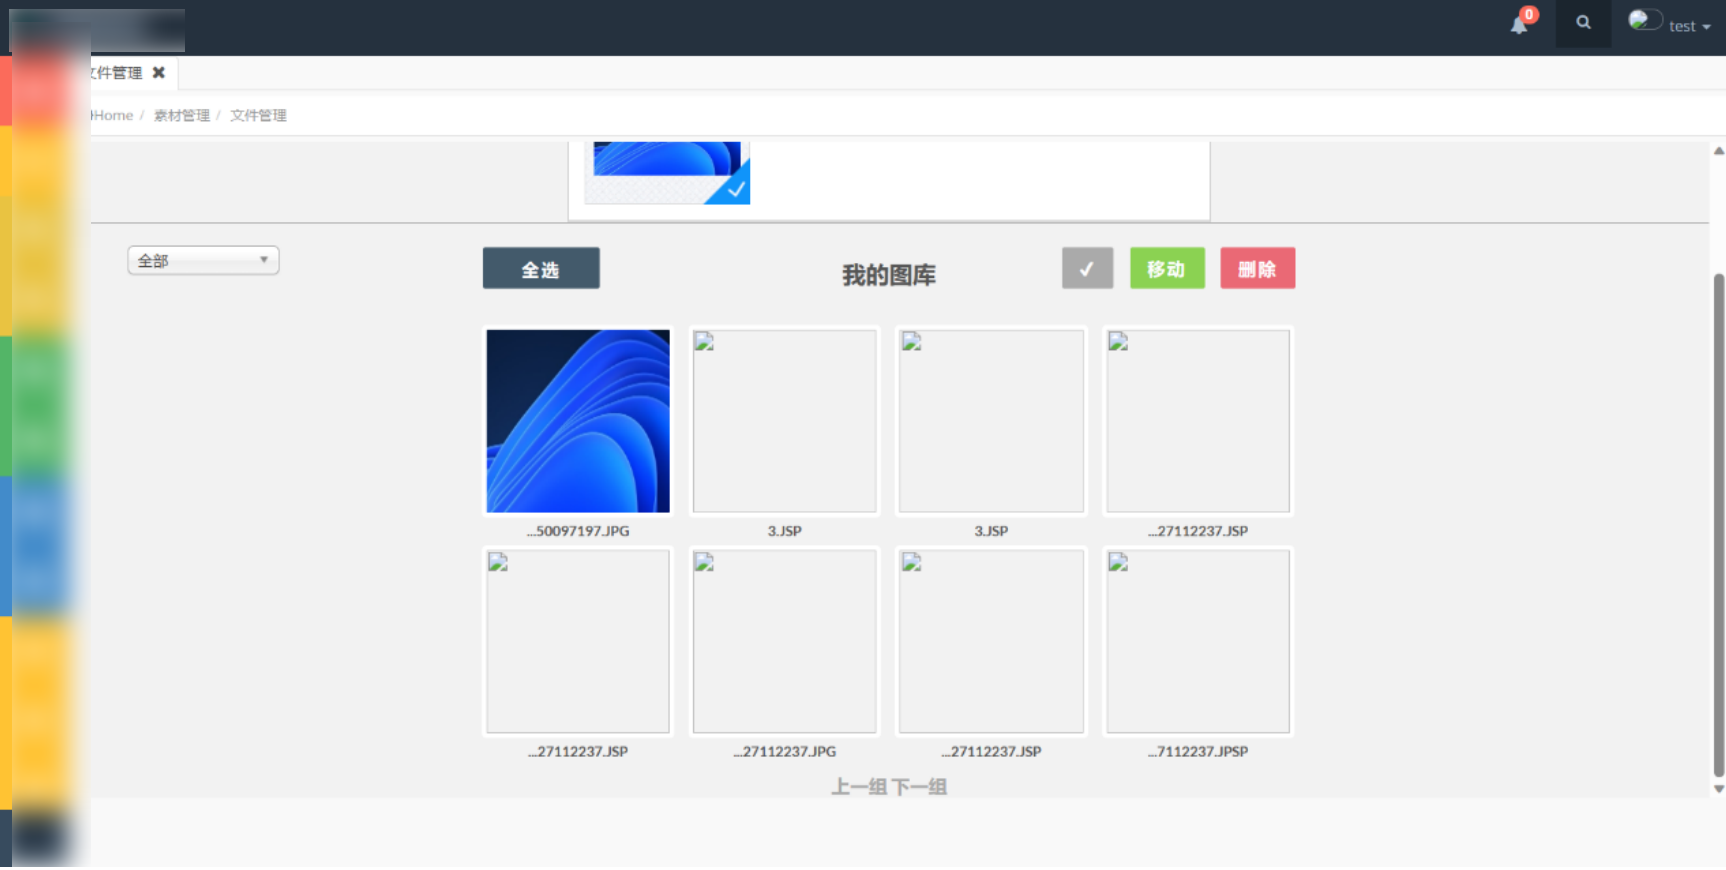 0
test
文件管理 ✖
Home / 素材管理 / 文件管理
全部
全选
我的图库
移动
删除
...50097197.JPG
3.JSP
3.JSP
...27112237.JSP
...27112237.JSP
...27112237.JPG
...27112237.JSP
...7112237.JPSP
上一组 下一组